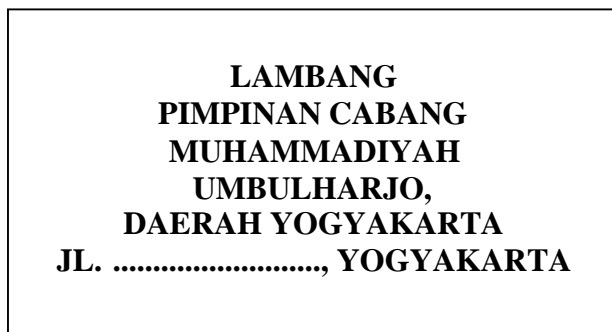 LAMBANG
PIMPINAN CABANG
MUHAMMADIYAH
UMBULHARJO,
DAERAH YOGYAKARTA
JL. .........................., YOGYAKARTA